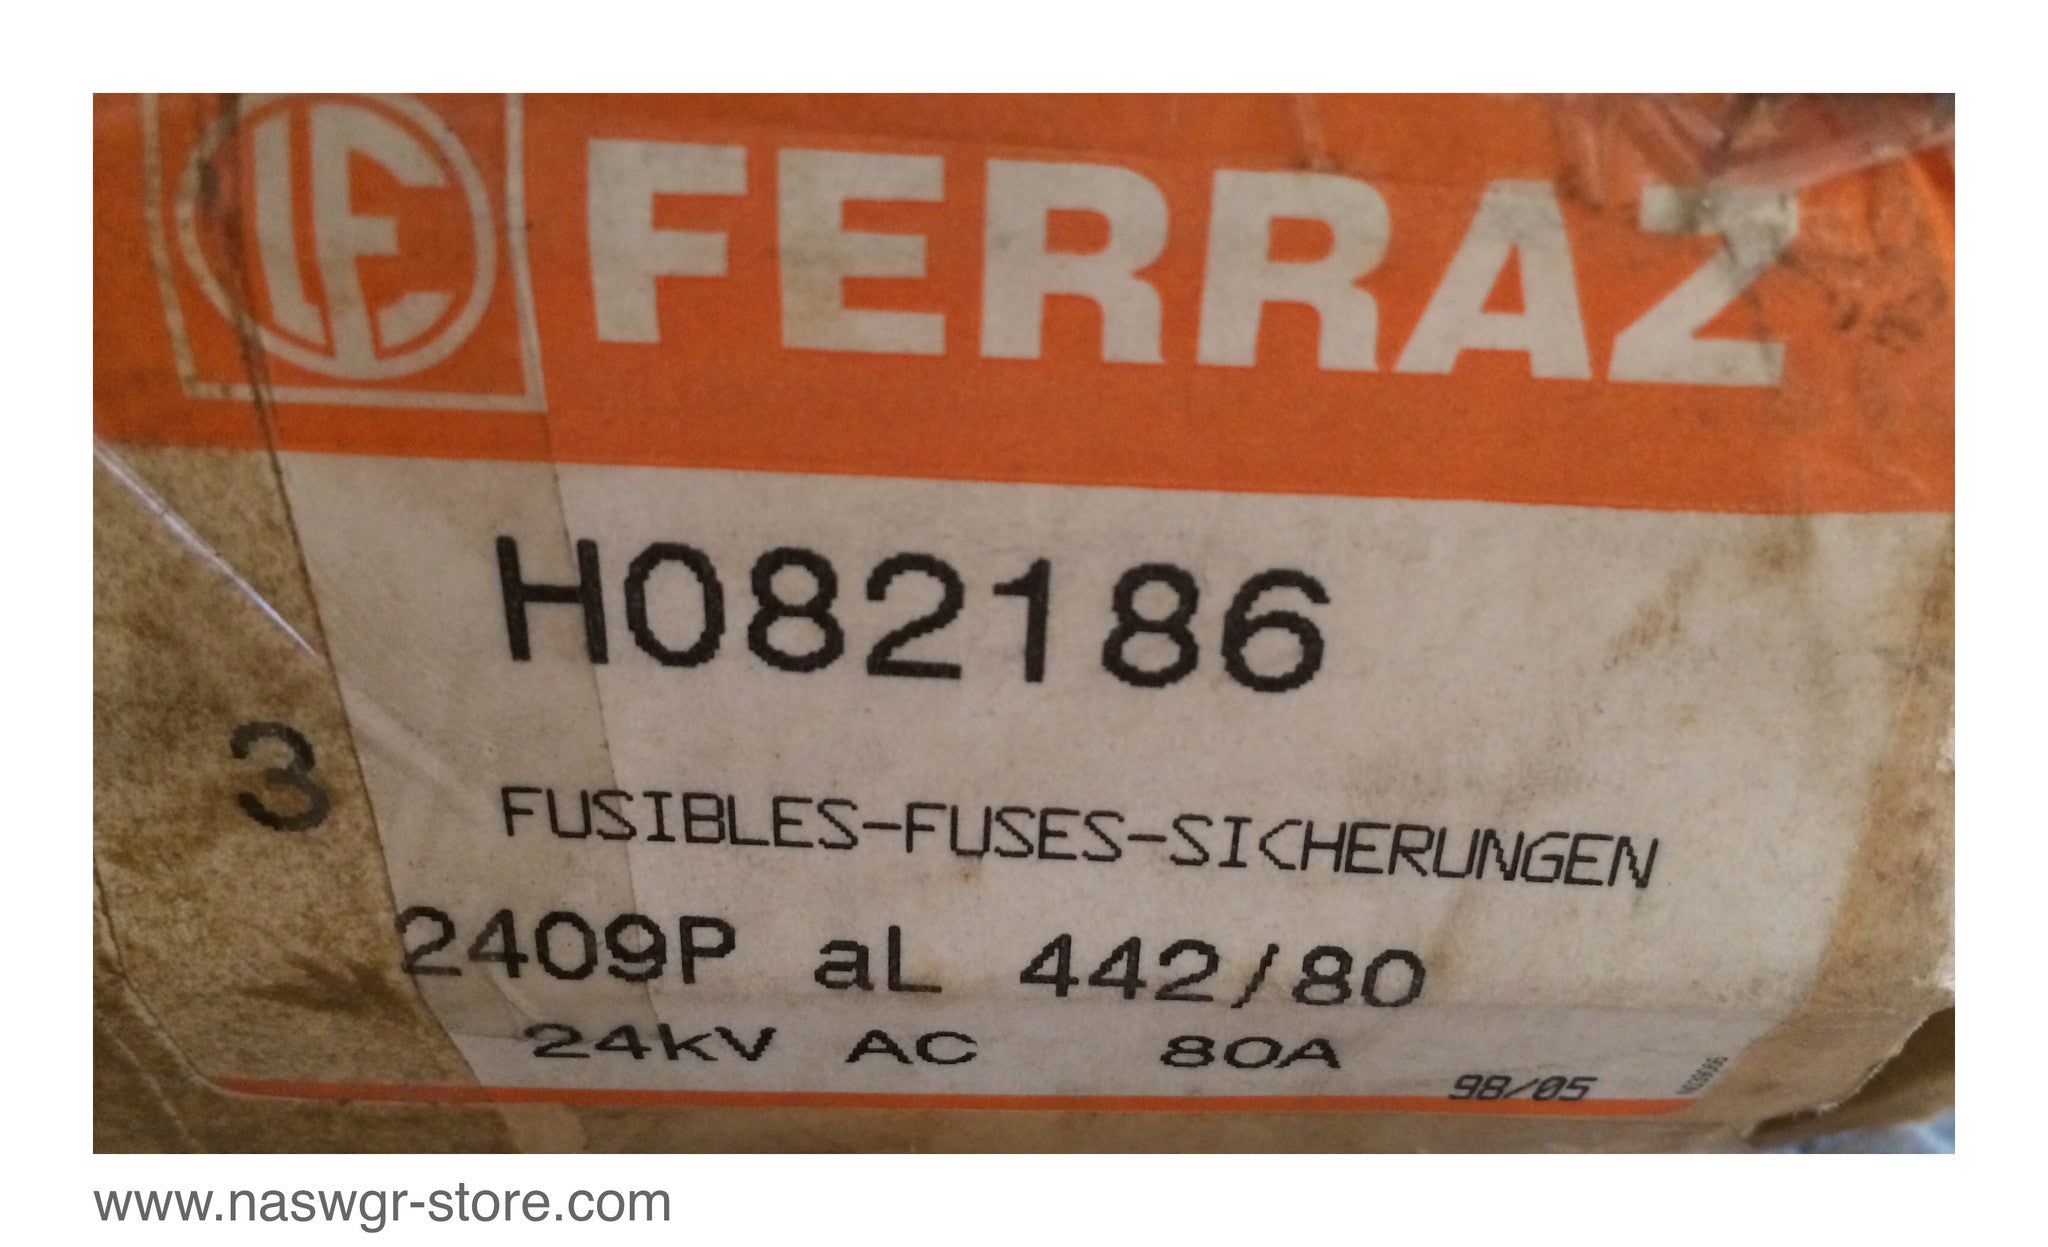 FERRAZ
H082186
3
FUSIBLES-FUSES-SICHERUNGEN
2409P aL 442/80
24kV AC 80A
98/05
www.naswgr-store.com